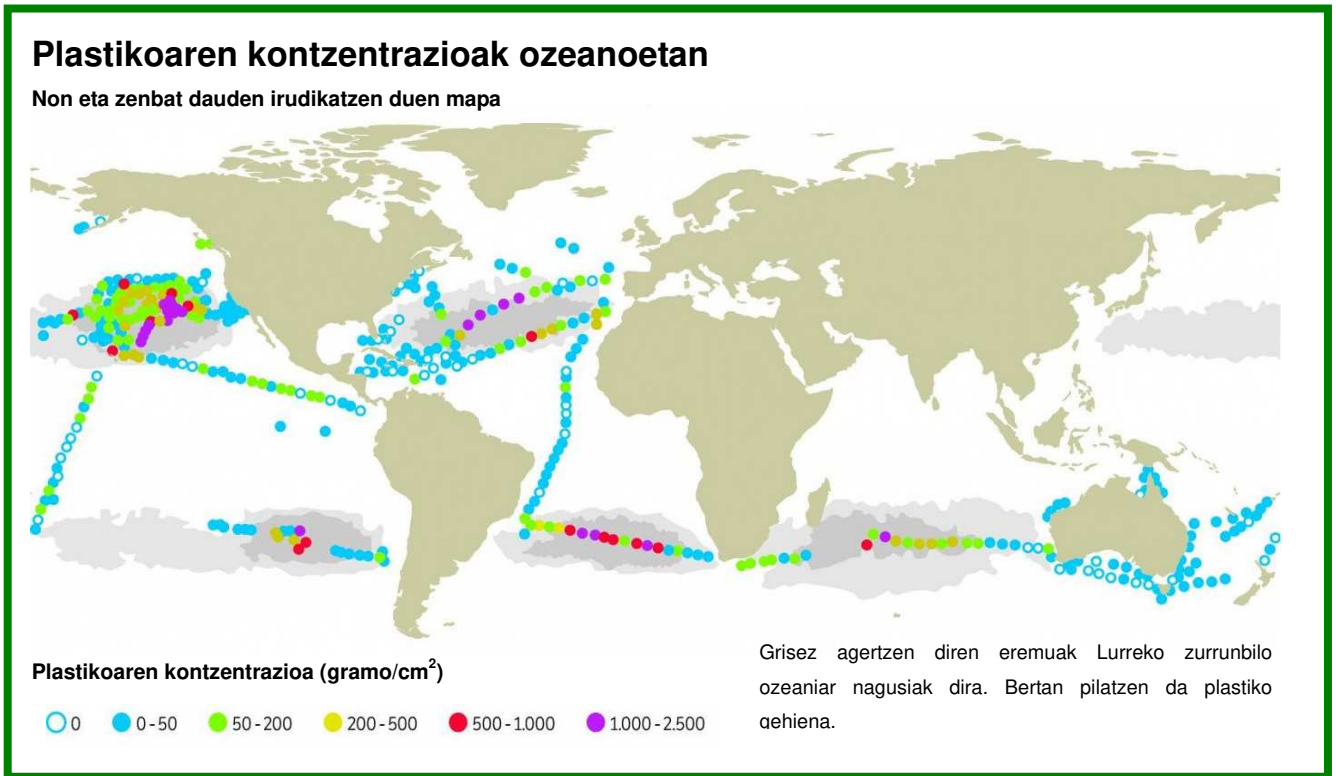 Plastikoaren kontzentrazioak ozeanoetan
Non eta zenbat dauden irudikatzen duen mapa
Plastikoaren kontzentrazioa (gramo/cm²)
0 0-50 50-200 200-500 500-1.000 1.000-2.500
Grisez agertzen diren eremuak Lurreko zurrunbilo
ozeaniar nagusiak dira. Bertan pilatzen da plastiko
gehiena.